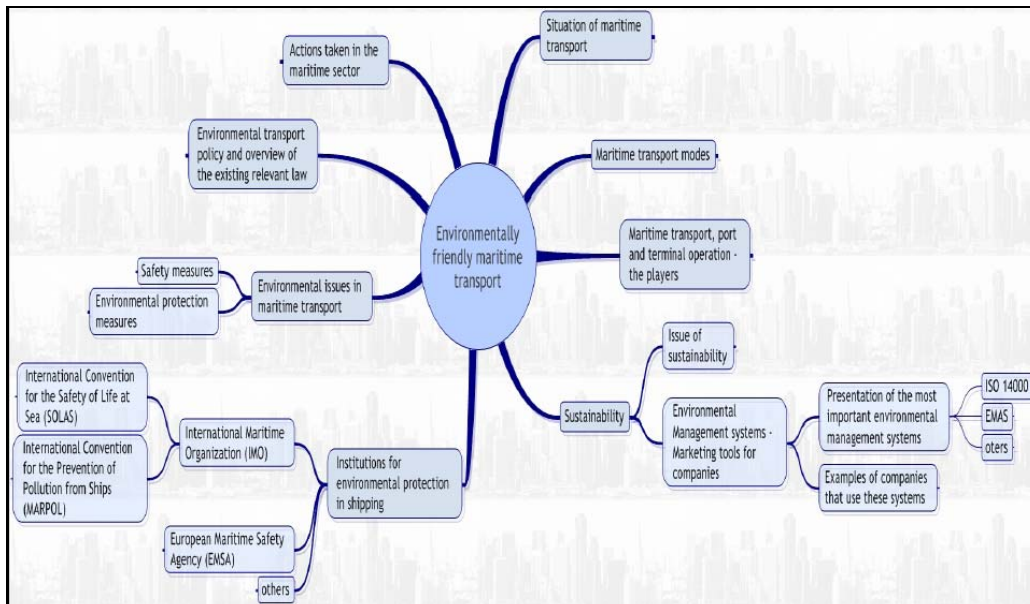 Situation of maritime
transport
Actions taken in the
maritime sector
Environmental transport
policy and overview of
the existing relevant law
Maritime transport modes
Environmentally
friendly maritime
transport
Maritime transport, port
and terminal operation -
the players
Safety measures
Environmental protection
measures
Environmental issues in
maritime transport
Issue of
sustainability
Sustainability
Environmental
Management systems -
Marketing tools for
companies
Presentation of the most
important environmental
management systems
ISO 14000
EMAS
oters
Examples of companies
that use these systems
International Convention
for the Safety of Life at
Sea (SOLAS)
International Convention
for the Prevention of
Pollution from Ships
(MARPOL)
International Maritime
Organization (IMO)
Institutions for
environmental protection
in shipping
European Maritime Safety
Agency (EMSA)
others